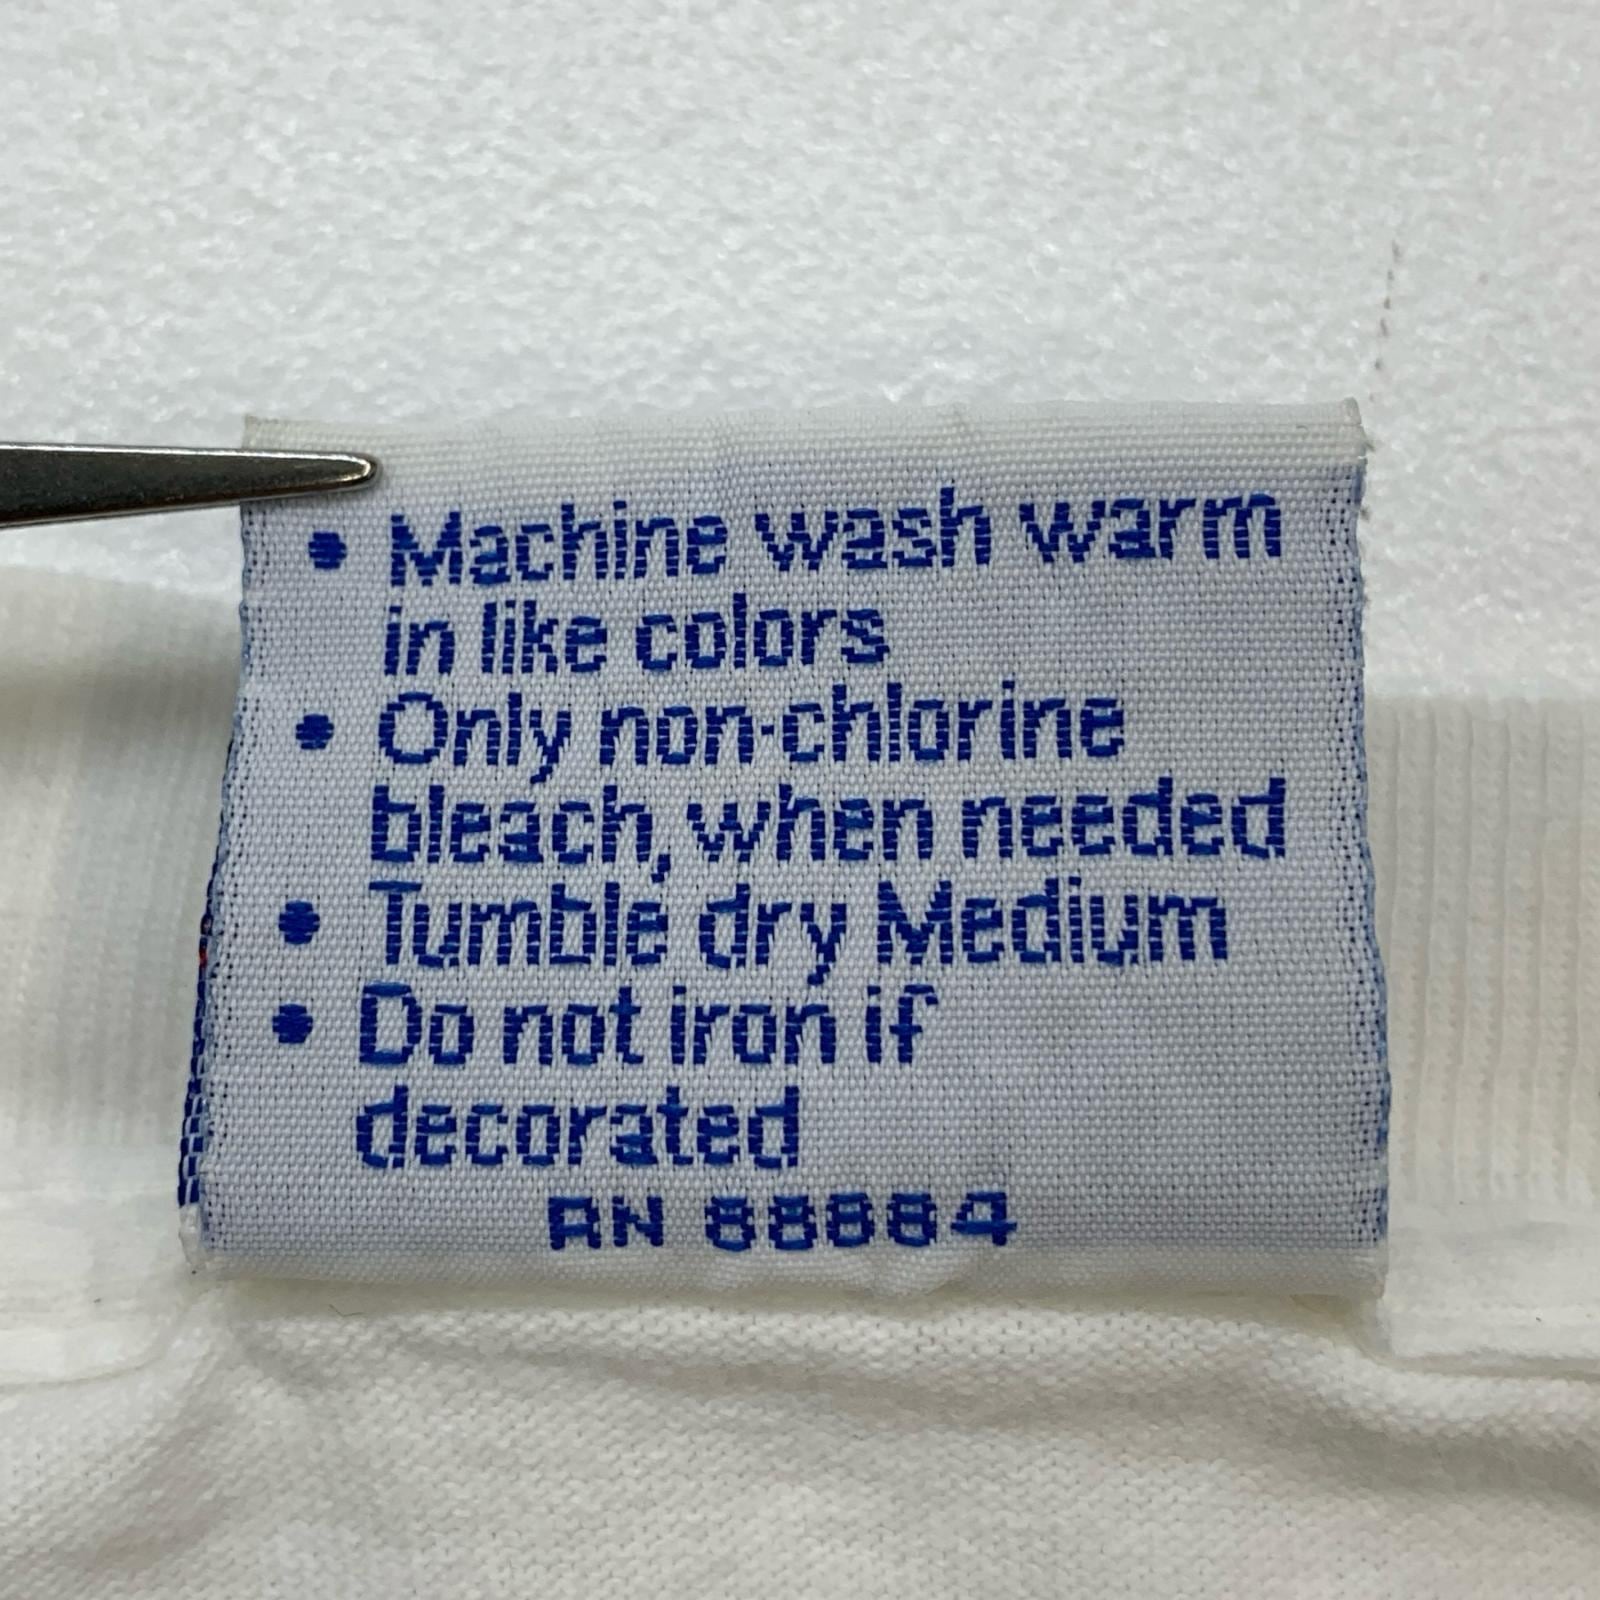 • Machine wash warm
in like colors
• Only non-chlorine
bleach, when needed
• Tumble dry Medium
• Do not iron if
decorated
RN